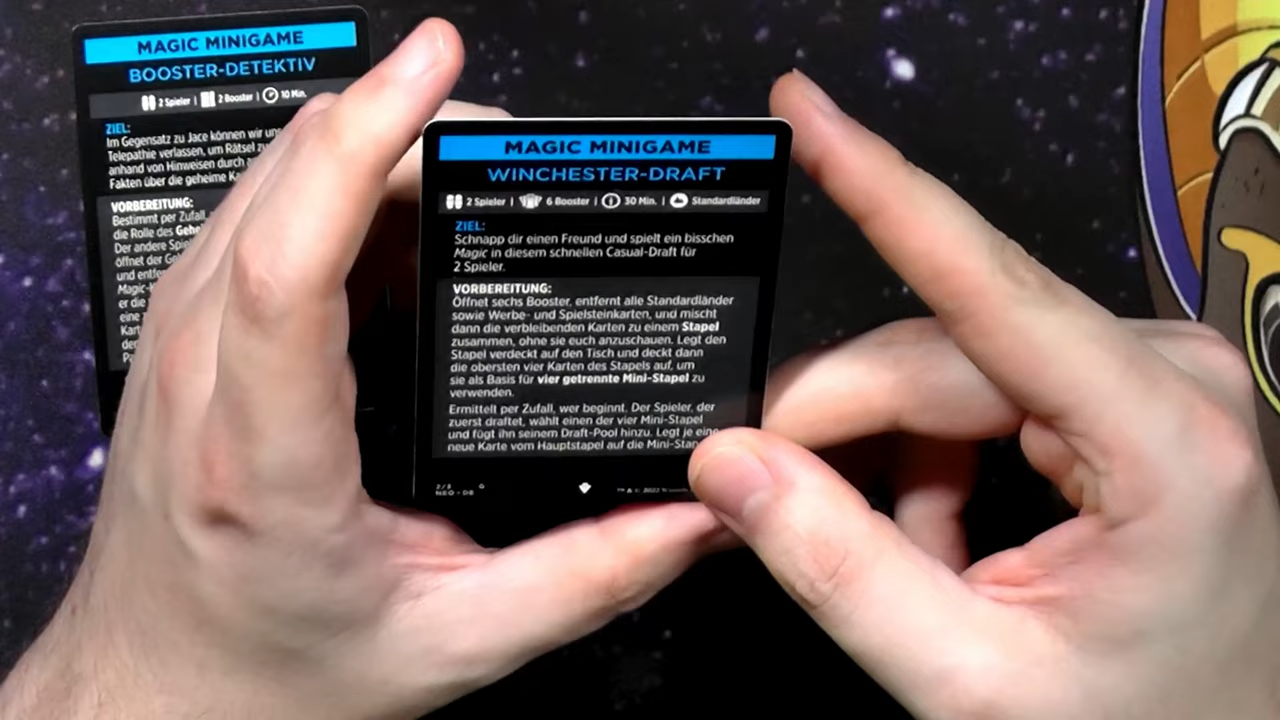 MAGIC MINIGAME
BOOSTER-DETEKTIV
2 Spieler | 2 Booster | 10 Min.
ZIEL:
Im Gegensatz zu Jace können wir uns
Telepathie verlassen, um Rätsel
anhand von Hinweisen durch
Fakten über die geheime
VORBEREITUNG:
Bestimmt per Zufall,
die Rolle des
Der andere
öffnet der
und
er die
eine
MAGIC MINIGAME
WINCHESTER-DRAFT
2 Spieler | 6 Booster | 30 Min. | Standardländer
ZIEL:
Schnapp dir einen Freund und spielt ein bisschen
Magic in diesem schnellen Casual-Draft für
2 Spieler.
VORBEREITUNG:
Öffnet sechs Booster, entfernt alle Standardländer
sowie Werbe- und Spielsteinkarten, und mischt
dann die verbleibenden Karten zu einem Stapel
zusammen, ohne sie euch anzuschauen. Legt den
Stapel verdeckt auf den Tisch und deckt dann
die obersten vier Karten des Stapels auf, um
sie als Basis für vier getrennte Mini-Stapel zu
verwenden.
Ermittelt per Zufall, wer beginnt. Der Spieler, der
zuerst draftet, wählt einen der vier Mini-Stapel
und fügt ihn seinem Draft-Pool hinzu. Legt je eine
neue Karte vom Hauptstapel auf die
NEO • DE